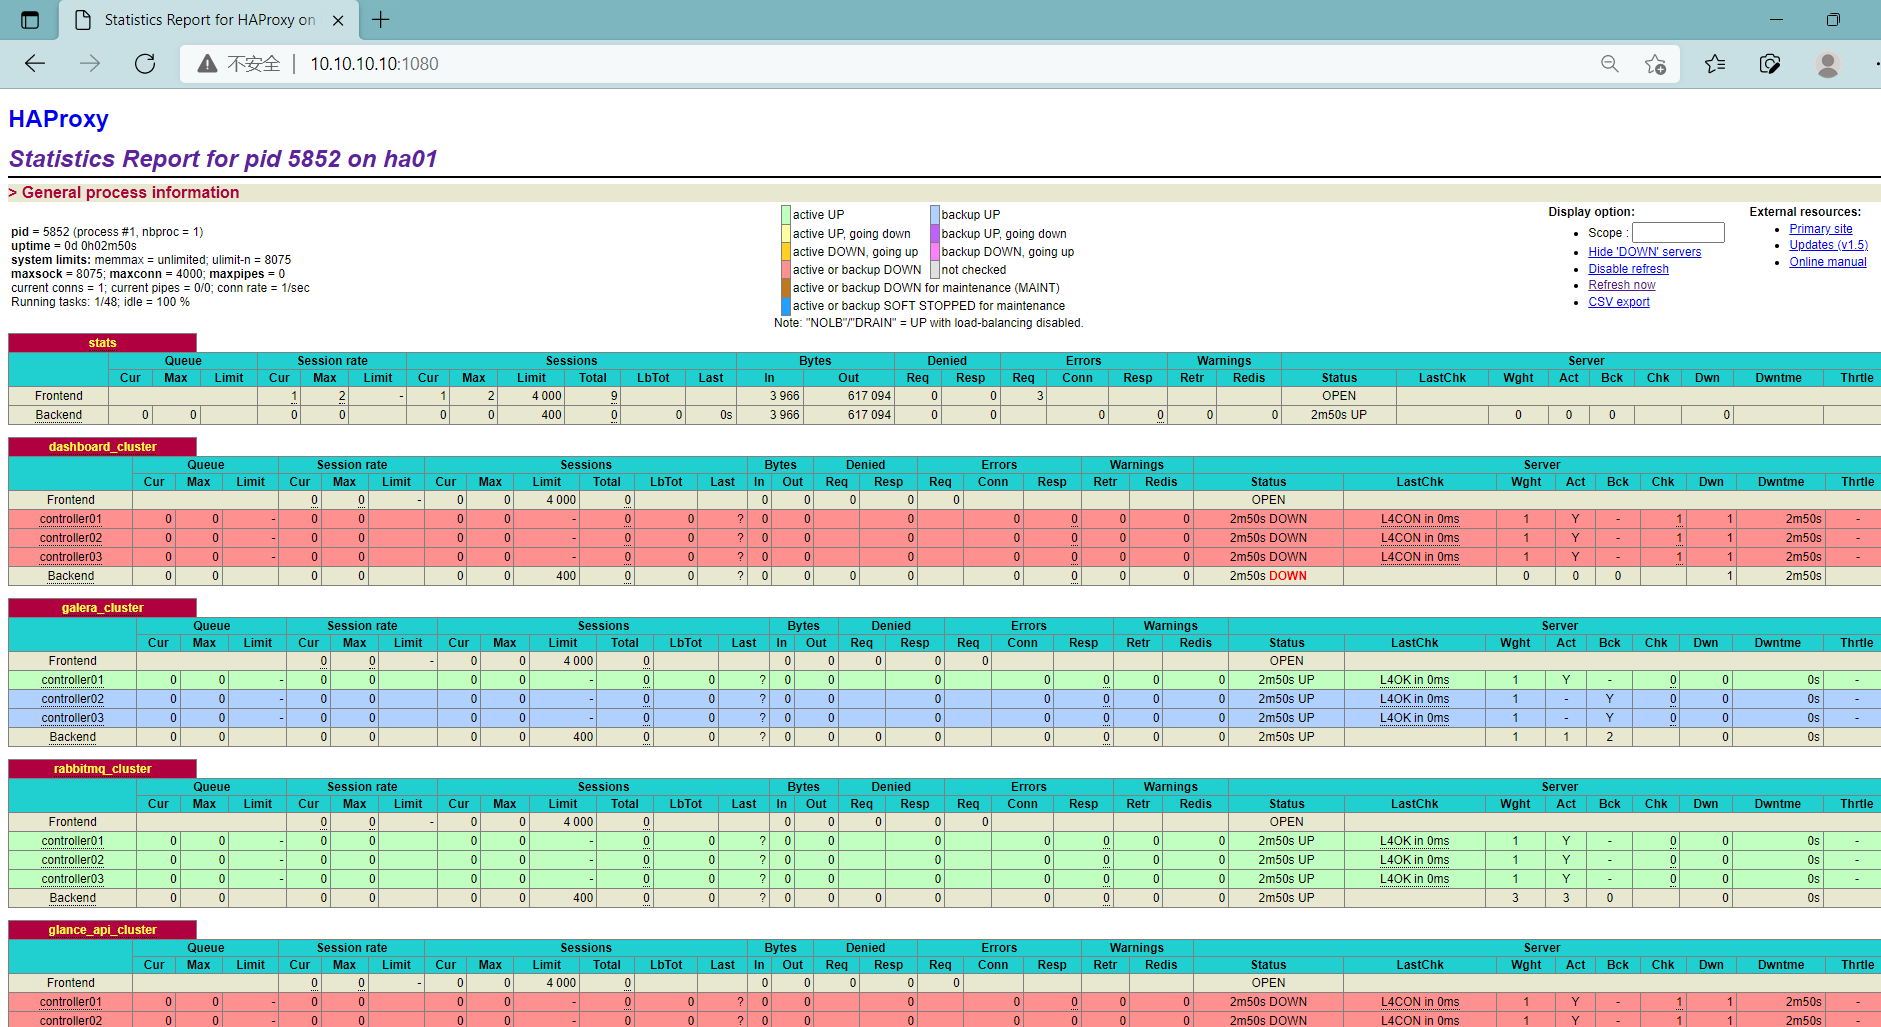 Statistics Report for HAProxy on
不安全 10.10.10.10:1080
HAProxy
Statistics Report for pid 5852 on ha01
> General process information
pid = 5852 (process #1, nbproc = 1)
uptime = 0d 0h02m50s
system limits: memmax = unlimited; ulimit-n = 8075
maxsock = 8075; maxconn = 4000; maxpipes = 0
current conns = 1; current pipes = 0/0; conn rate = 1/sec
Running tasks: 1/48; idle = 100 %
active UP backup UP
active UP, going down backup UP, going down
active DOWN, going up backup DOWN, going up
active or backup DOWN not checked
active or backup DOWN for maintenance (MAINT)
active or backup SOFT STOPPED for maintenance
Note: "NOLB"/"DRAIN" = UP with load-balancing disabled.
Display option:
Scope :
Hide 'DOWN' servers
Disable refresh
Refresh now
CSV export
External resources:
Primary site
Updates (v1.5)
Online manual
stats
Queue Session rate Sessions Bytes Denied Errors Warnings Server
Cur Max Limit Cur Max Limit Cur Max Limit Total LbTot Last In Out Req Resp Req Conn Resp Retr Redis Status LastChk Wght Act Bck Chk Dwn Dwntme Thrtle
Frontend 1 2 - 1 2 4 000 9 3 966 617 094 0 0 3 OPEN
Backend 0 0 0 0 0 0 400 0 0 0s 3 966 617 094 0 0 0 0 0 0 2m50s UP 0 0 0 0
dashboard_cluster
Queue Session rate Sessions Bytes Denied Errors Warnings Server
Cur Max Limit Cur Max Limit Cur Max Limit Total LbTot Last In Out Req Resp Req Conn Resp Retr Redis Status LastChk Wght Act Bck Chk Dwn Dwntme Thrtle
Frontend 0 0 - 0 0 4 000 0 0 0 0 0 0 OPEN
controller01 0 0 - 0 0 0 0 - 0 0 ? 0 0 0 0 0 0 0 2m50s DOWN L4CON in 0ms 1 Y - 1 1 2m50s -
controller02 0 0 - 0 0 0 0 - 0 0 ? 0 0 0 0 0 0 0 2m50s DOWN L4CON in 0ms 1 Y - 1 1 2m50s -
controller03 0 0 - 0 0 0 0 - 0 0 ? 0 0 0 0 0 0 0 2m50s DOWN L4CON in 0ms 1 Y - 1 1 2m50s -
Backend 0 0 0 0 0 0 400 0 0 ? 0 0 0 0 0 0 0 0 2m50s DOWN 0 0 0 1 2m50s
galera_cluster
Queue Session rate Sessions Bytes Denied Errors Warnings Server
Cur Max Limit Cur Max Limit Cur Max Limit Total LbTot Last In Out Req Resp Req Conn Resp Retr Redis Status LastChk Wght Act Bck Chk Dwn Dwntme Thrtle
Frontend 0 0 - 0 0 4 000 0 0 0 0 0 0 OPEN
controller01 0 0 - 0 0 0 0 - 0 0 ? 0 0 0 0 0 0 0 2m50s UP L4OK in 0ms 1 Y - 0 0 0s -
controller02 0 0 - 0 0 0 0 - 0 0 ? 0 0 0 0 0 0 0 2m50s UP L4OK in 0ms 1 - Y 0 0 0s -
controller03 0 0 - 0 0 0 0 - 0 0 ? 0 0 0 0 0 0 0 2m50s UP L4OK in 0ms 1 - Y 0 0 0s -
Backend 0 0 0 0 0 0 400 0 0 ? 0 0 0 0 0 0 0 0 2m50s UP 1 1 2 0 0s
rabbitmq_cluster
Queue Session rate Sessions Bytes Denied Errors Warnings Server
Cur Max Limit Cur Max Limit Cur Max Limit Total LbTot Last In Out Req Resp Req Conn Resp Retr Redis Status LastChk Wght Act Bck Chk Dwn Dwntme Thrtle
Frontend 0 0 - 0 0 4 000 0 0 0 0 0 0 OPEN
controller01 0 0 - 0 0 0 0 - 0 0 ? 0 0 0 0 0 0 0 2m50s UP L4OK in 0ms 1 Y - 0 0 0s -
controller02 0 0 - 0 0 0 0 - 0 0 ? 0 0 0 0 0 0 0 2m50s UP L4OK in 0ms 1 Y - 0 0 0s -
controller03 0 0 - 0 0 0 0 - 0 0 ? 0 0 0 0 0 0 0 2m50s UP L4OK in 0ms 1 Y - 0 0 0s -
Backend 0 0 0 0 0 0 400 0 0 ? 0 0 0 0 0 0 0 0 2m50s UP 3 3 0 0 0s
glance_api_cluster
Queue Session rate Sessions Bytes Denied Errors Warnings Server
Cur Max Limit Cur Max Limit Cur Max Limit Total LbTot Last In Out Req Resp Req Conn Resp Retr Redis Status LastChk Wght Act Bck Chk Dwn Dwntme Thrtle
Frontend 0 0 - 0 0 4 000 0 0 0 0 0 0 OPEN
controller01 0 0 - 0 0 0 0 - 0 0 ? 0 0 0 0 0 0 0 2m50s DOWN L4CON in 0ms 1 Y - 1 1 2m50s -
controller02 0 0 - 0 0 0 0 - 0 0 ? 0 0 0 0 0 0 0 2m50s DOWN L4CON in 0ms 1 Y - 1 1 2m50s -